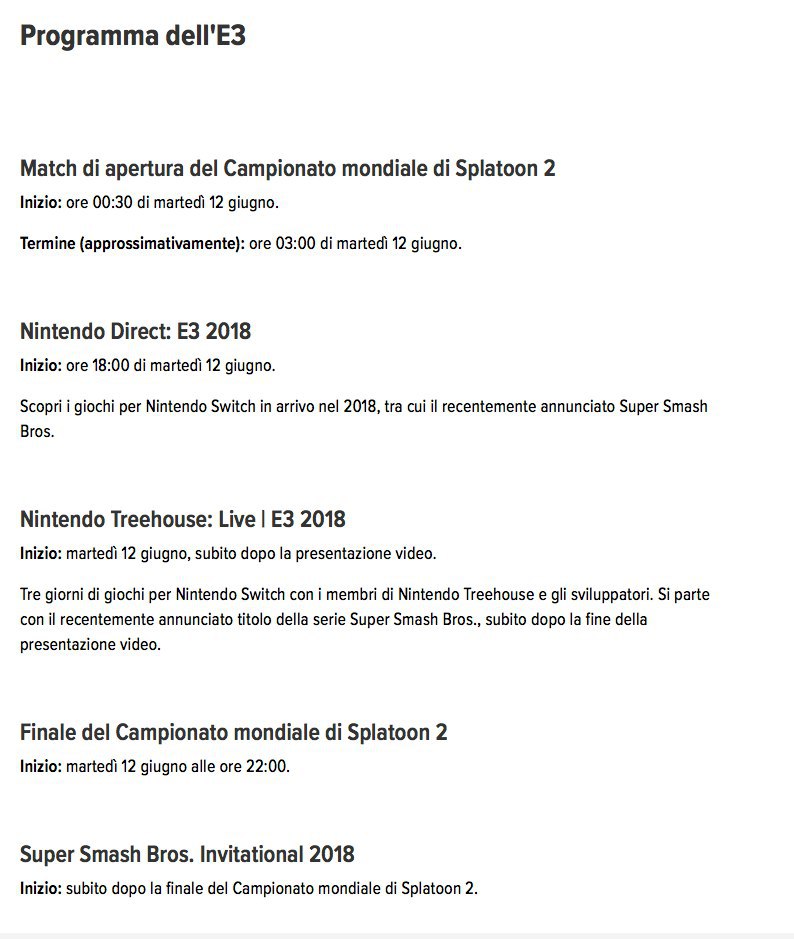 Programma dell'E3
Match di apertura del Campionato mondiale di Splatoon 2
Inizio: ore 00:30 di martedì 12 giugno.
Termine (approssimativamente): ore 03:00 di martedì 12 giugno.
Nintendo Direct: E3 2018
Inizio: ore 18:00 di martedì 12 giugno.
Scopri i giochi per Nintendo Switch in arrivo nel 2018, tra cui il recentemente annunciato Super Smash
Bros.
Nintendo Treehouse: Live | E3 2018
Inizio: martedì 12 giugno, subito dopo la presentazione video.
Tre giorni di giochi per Nintendo Switch con i membri di Nintendo Treehouse e gli sviluppatori. Si parte
con il recentemente annunciato titolo della serie Super Smash Bros., subito dopo la fine della
presentazione video.
Finale del Campionato mondiale di Splatoon 2
Inizio: martedì 12 giugno alle ore 22:00.
Super Smash Bros. Invitational 2018
Inizio: subito dopo la finale del Campionato mondiale di Splatoon 2.